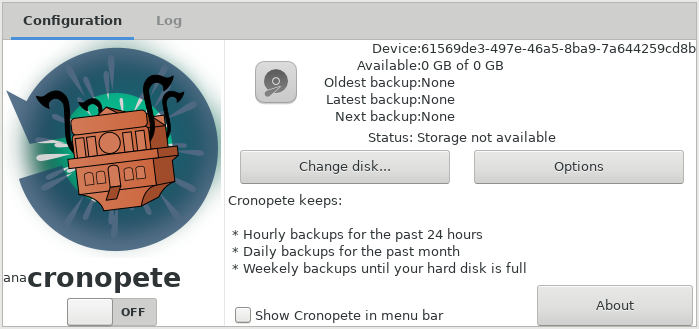 Configuration
Log
Device:61569de3-497e-46a5-8ba9-7a644259cd8b
Available:0 GB of 0 GB
Oldest backup:None
Latest backup:None
Next backup:None
Status: Storage not available
Change disk...
Options
Cronopete keeps:
* Hourly backups for the past 24 hours
* Daily backups for the past month
* Weekly backups until your hard disk is full
ana
cronopete
OFF
Show Cronopete in menu bar
About